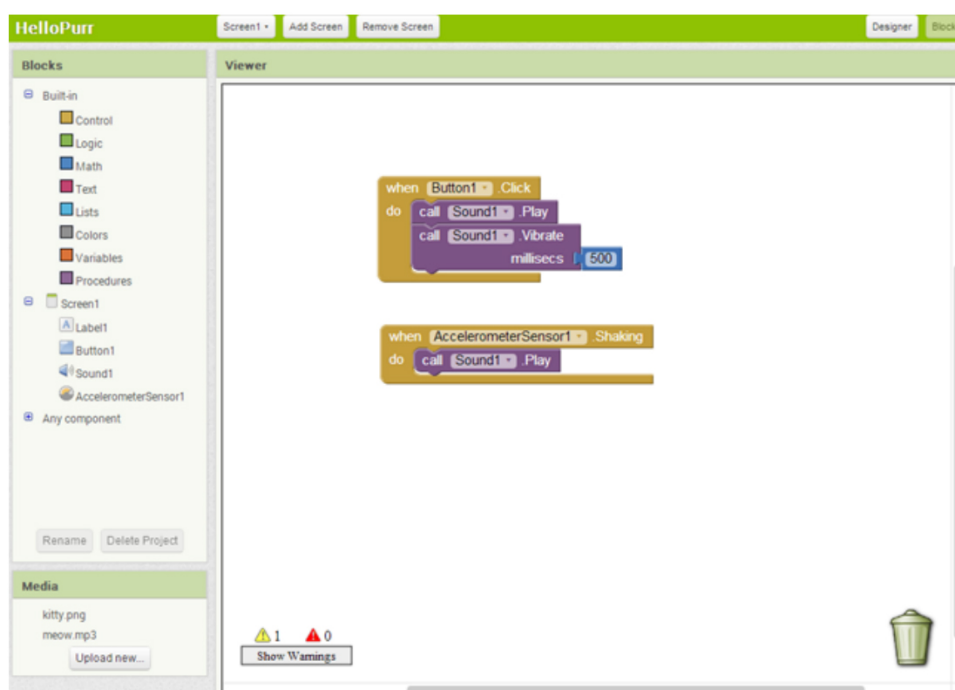 HelloPurr Screen1 Add Screen Remove Screen Designer
Blocks
Viewer
Built-in
Control
Logic
Math
Text
Lists
Colors
Variables
Procedures
Screen1
A Label1
Button1
Sound1
AccelerometerSensor1
Any component
Rename Delete Project
Media
kitty.png
meow.mp3
Upload new...
when Button1 .Click
do call Sound1 .Play
call Sound1 .Vibrate
millisecs 500
when AccelerometerSensor1 .Shaking
do call Sound1 .Play
1 0
Show Warnings